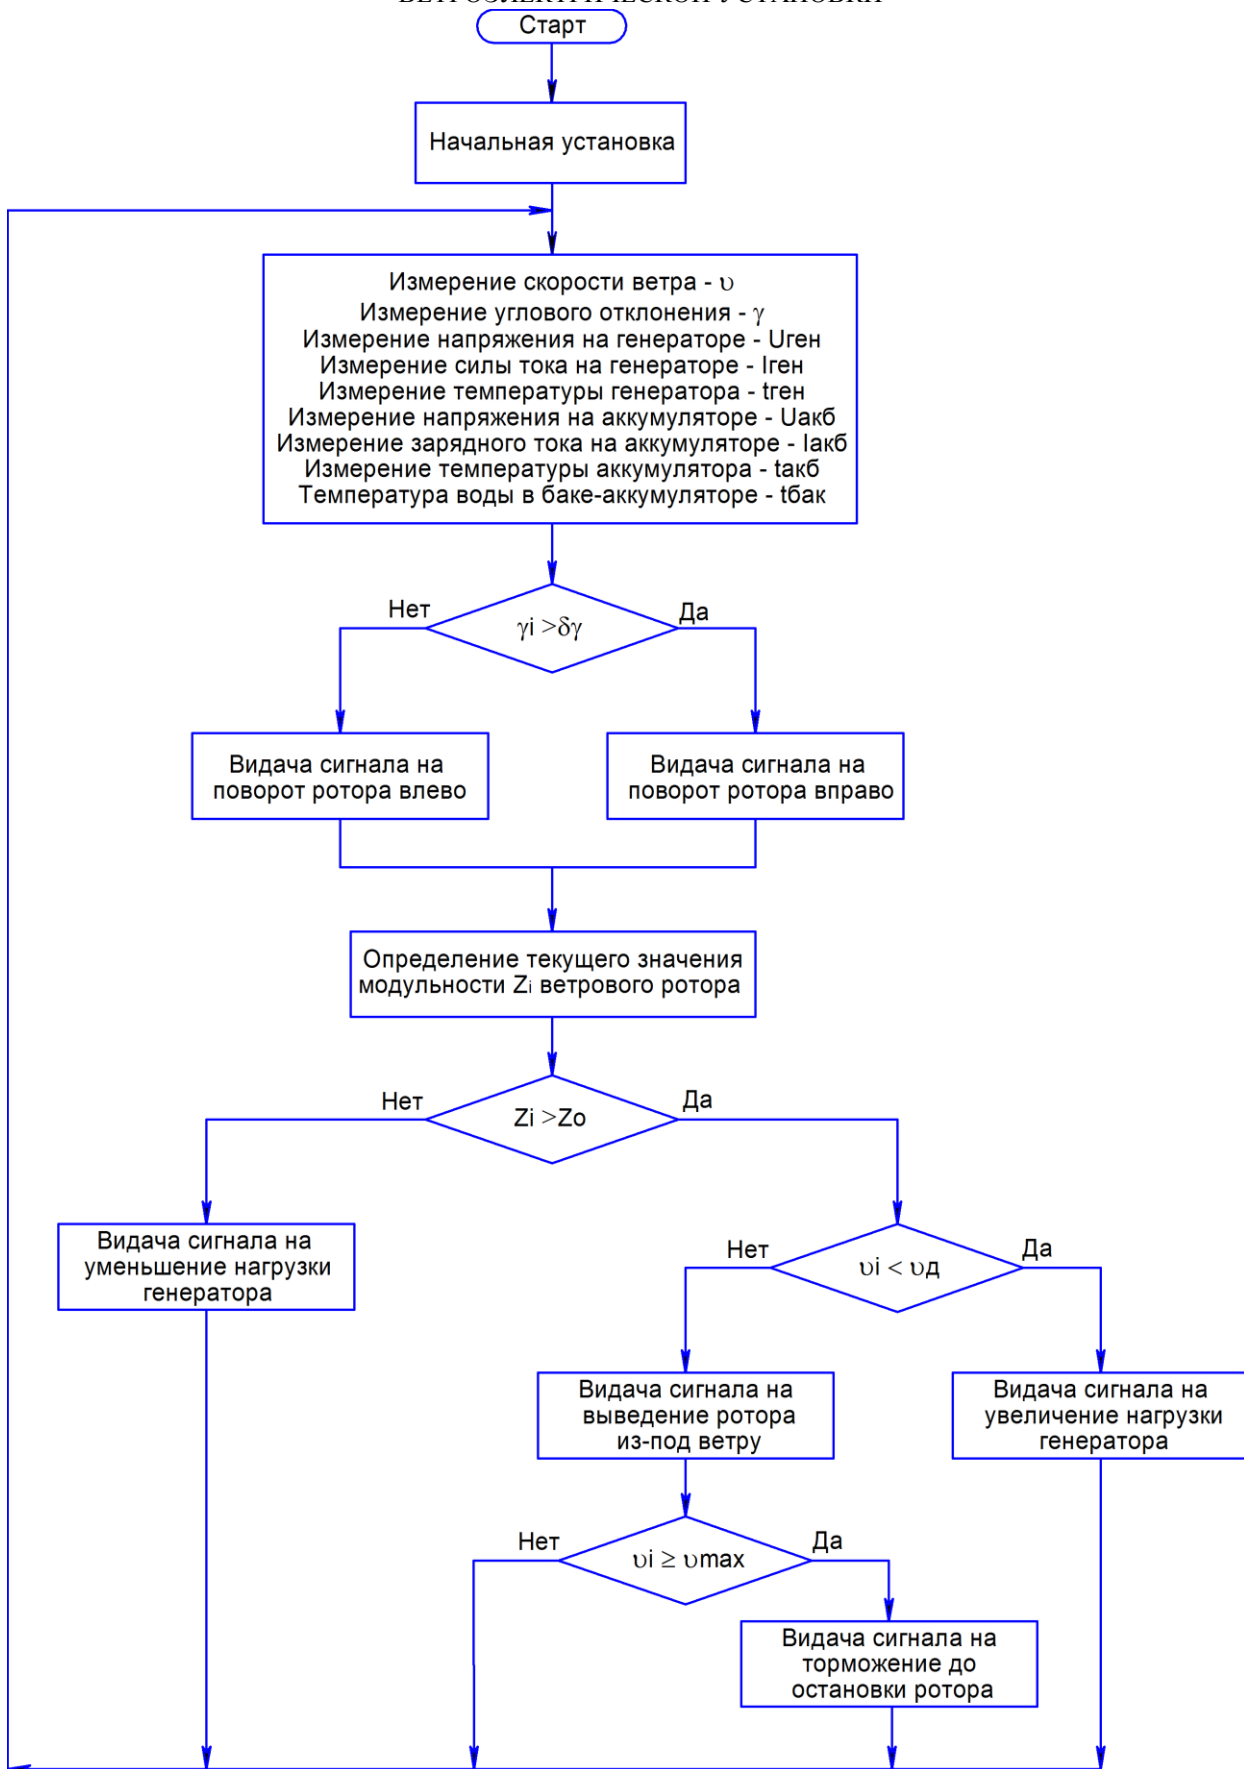 ВЕТРОЭЛЕКТРИЧЕСКОЙ УСТАНОВКИ
Старт
Начальная установка
Измерение скорости ветра - υ
Измерение углового отклонения - γ
Измерение напряжения на генераторе - Uген
Измерение силы тока на генераторе - Iген
Измерение температуры генератора - tген
Измерение напряжения на аккумуляторе - Uакб
Измерение зарядного тока на аккумуляторе - Iакб
Измерение температуры аккумулятора - tакб
Температура воды в баке-аккумуляторе - tбак
Нет
Да
γi >δγ
Видача сигнала на
поворот ротора влево
Видача сигнала на
поворот ротора вправо
Определение текущего значения
модульности Zi ветрового ротора
Нет
Да
Zi >Zo
Видача сигнала на
уменьшение нагрузки
генератора
Нет
Да
υi < υд
Видача сигнала на
выведение ротора
из-под ветру
Видача сигнала на
увеличение нагрузки
генератора
Нет
Да
υi ≥ υmax
Видача сигнала на
торможение до
остановки ротора